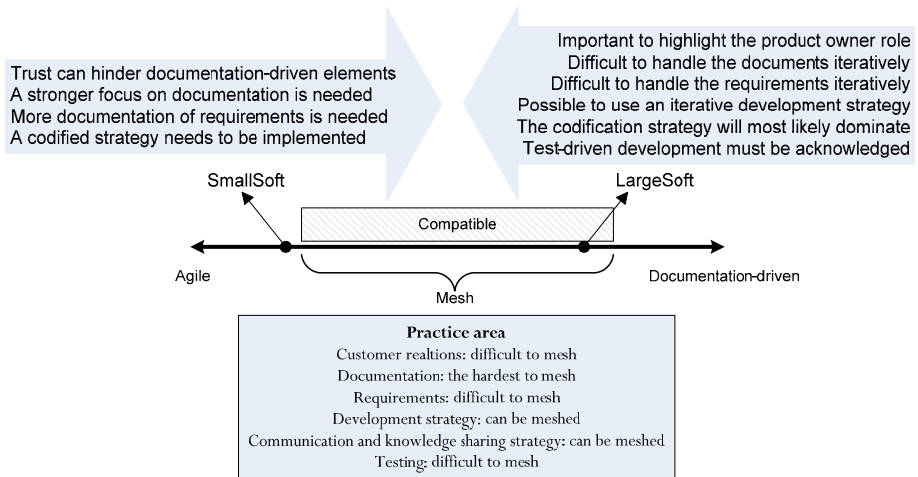 Trust can hinder documentation-driven elements
A stronger focus on documentation is needed
More documentation of requirements is needed
A codified strategy needs to be implemented
Important to highlight the product owner role
Difficult to handle the documents iteratively
Difficult to handle the requirements iteratively
Possible to use an iterative development strategy
The codification strategy will most likely dominate
Test-driven development must be acknowledged
SmallSoft
LargeSoft
Compatible
Agile
Documentation-driven
Mesh
Practice area
Customer realtions: difficult to mesh
Documentation: the hardest to mesh
Requirements: difficult to mesh
Development strategy: can be meshed
Communication and knowledge sharing strategy: can be meshed
Testing: difficult to mesh